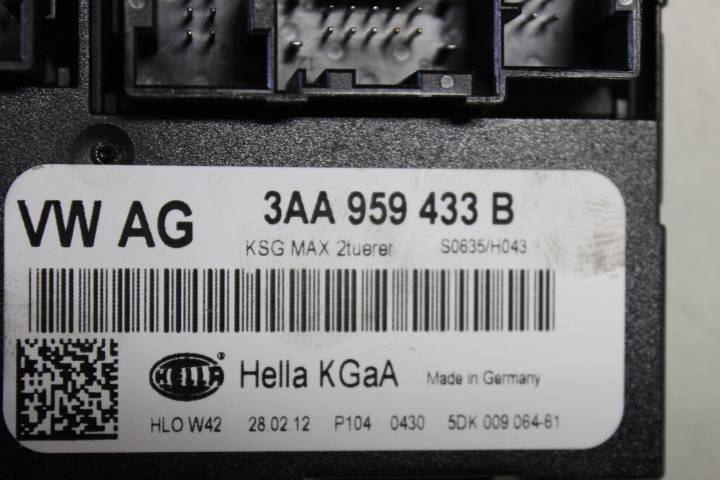 VW AG 3AA 959 433 B
KSG MAX 2tuerer S0635/H043
HELLA ® Hella KGaA Made in Germany
HLO W42 28.02.12 P104 0430 5DK 009 064-61